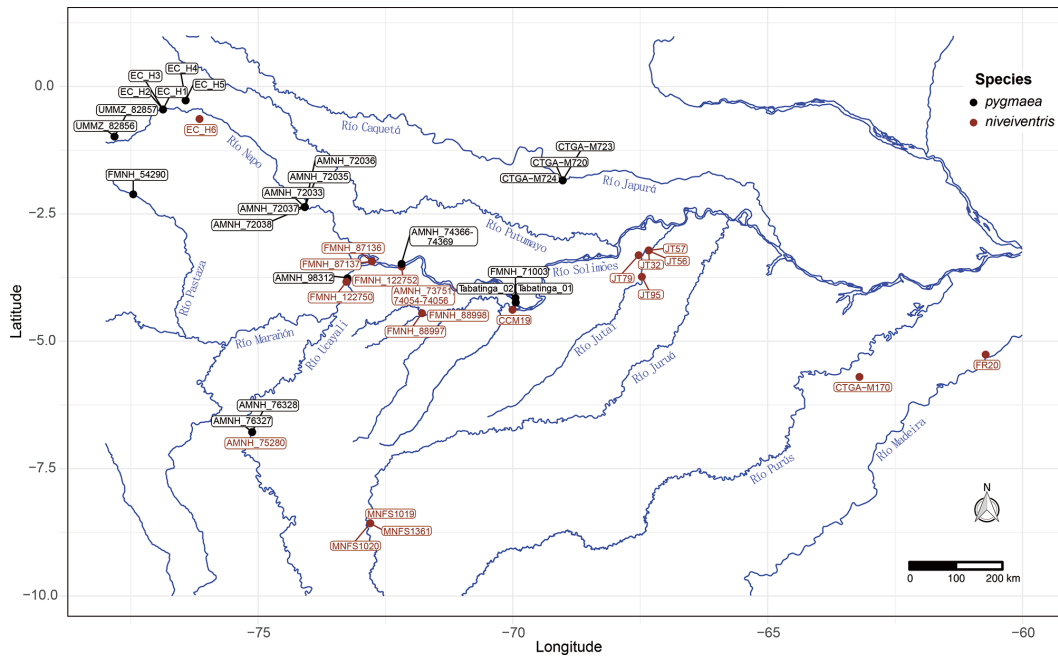 0.0
−2.5
−5.0
−7.5
−10.0
Latitude
−75
−70
−65
−60
Longitude
Species
pygmaea
niveiventris
EC_H4
EC_H3
EC_H5
EC_H2
EC_H1
UMMZ_82857
UMMZ_82856
EC_H6
Río Caquetá
Río Napo
CTGA−M723
CTGA−M720
CTGA−M724
Río Japurá
FMNH_54290
AMNH_72036
AMNH_72035
AMNH_72033
AMNH_72037
AMNH_72038
Río Putumayo
AMNH_74366-
74369
FMNH_87136
FMNH_87137
AMNH_98312
FMNH_122752
FMNH_122750
AMNH_73751
74054-74056
FMNH_71003
Río Solimões
Tabatinga_02
Tabatinga_01
CCM19
JT57
JT56
JT32
JT79
JT95
Río Pastaza
FMNH_88998
FMNH_88997
Río Marañón
Río Ucayali
Río Jutai
Río Juruá
FR20
CTGA−M170
AMNH_76328
AMNH_76327
AMNH_75280
Río Purús
Río Madeira
MNFS1019
MNFS1361
MNFS1020
N
0 100 200 km